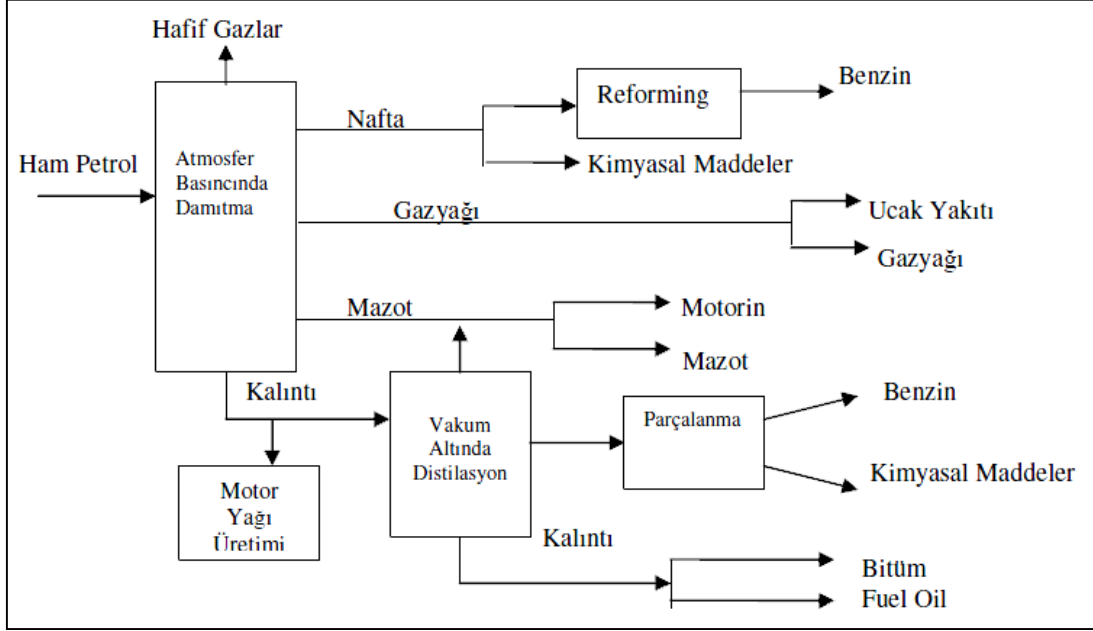 Hafif Gazlar
Ham Petrol
Atmosfer
Basıncında
Damıtma
Nafta
Reforming
Benzin
Kimyasal Maddeler
Gazyağı
Ucak Yakıtı
Gazyağı
Mazot
Motorin
Mazot
Kalıntı
Motor
Yağı
Üretimi
Vakum
Altında
Distilasyon
Parçalanma
Benzin
Kimyasal Maddeler
Kalıntı
Bitüm
Fuel Oil